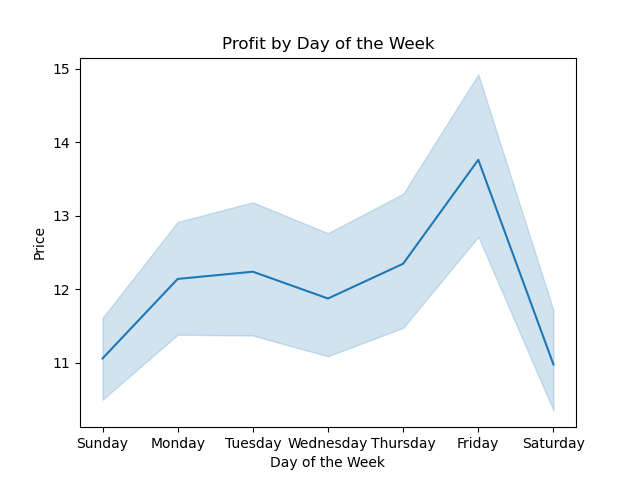 Profit by Day of the Week
15
14
13
12
11
Price
Sunday Monday Tuesday Wednesday Thursday Friday Saturday
Day of the Week